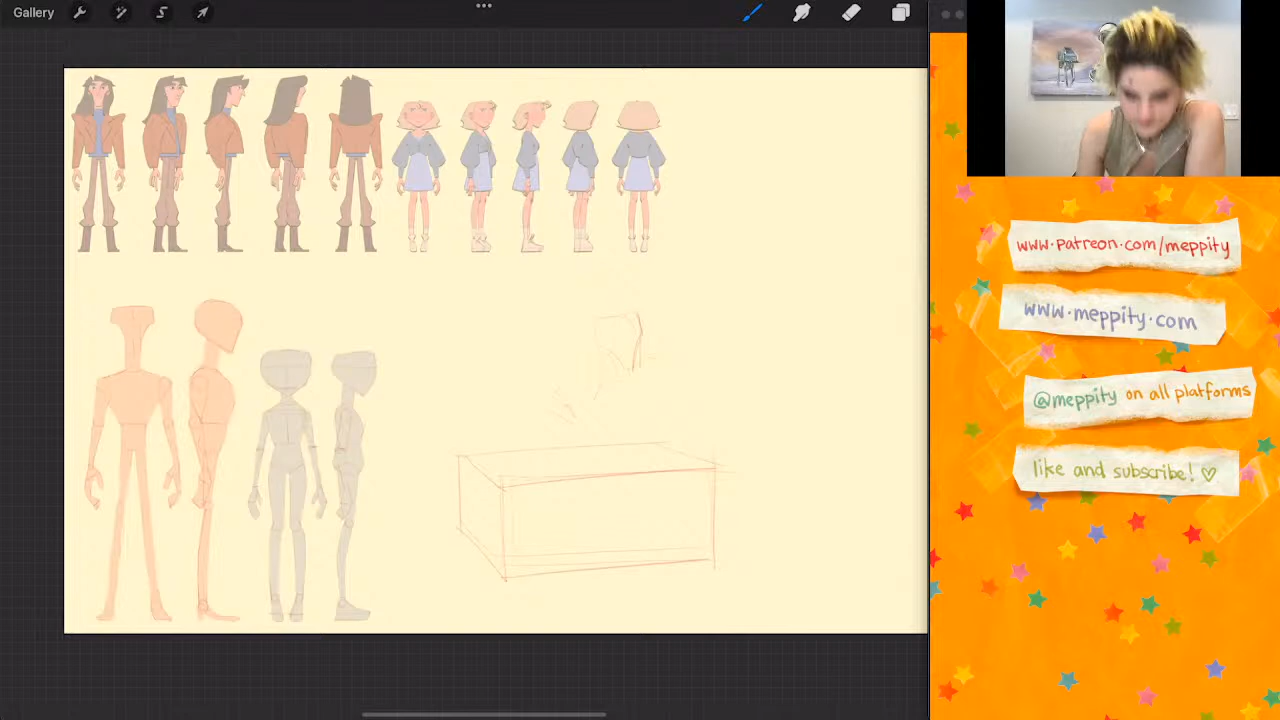 Gallery
www.patreon.com/meppity
www.meppity.com
@meppity on all platforms
like and subscribe! ♡